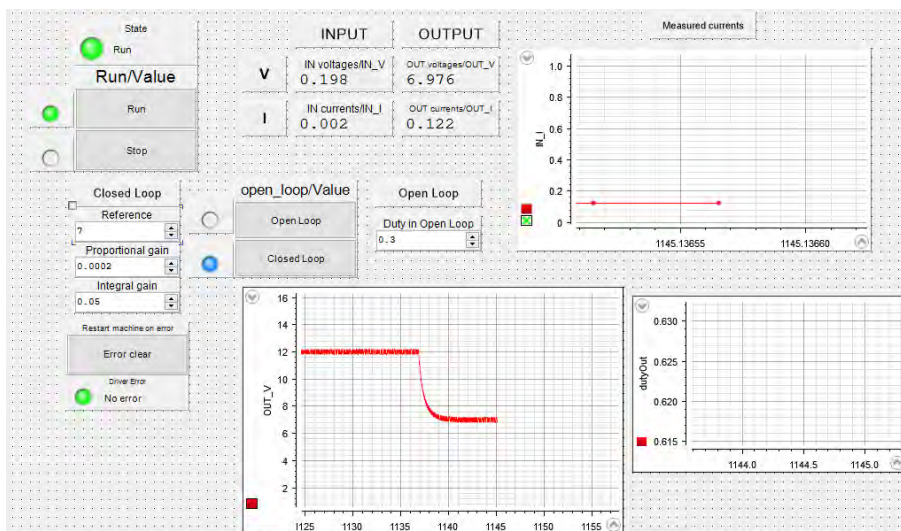 State
Run
Run/Value
Run
Stop
INPUT OUTPUT
V
IN voltages/IN_V
0.198
OUT voltages/OUT_V
6.976
I
IN currents/IN_I
0.002
OUT currents/OUT_I
0.122
Measured currents
IN_I
1.0
0.8
0.6
0.4
0.2
0
1145.13655 1145.13660
Closed Loop
Reference
7
Proportional gain
0.0002
Integral gain
0.05
Restart machine on error
Error clear
Driver Error
No error
open_loop/Value
Open Loop
Closed Loop
Open Loop
Duty in Open Loop
0.3
OUT_V
16
14
12
10
8
6
4
2
1125 1130 1135 1140 1145 1150 1155
dutyOut
0.630
0.625
0.620
0.615
1144.0 1144.5 1145.0